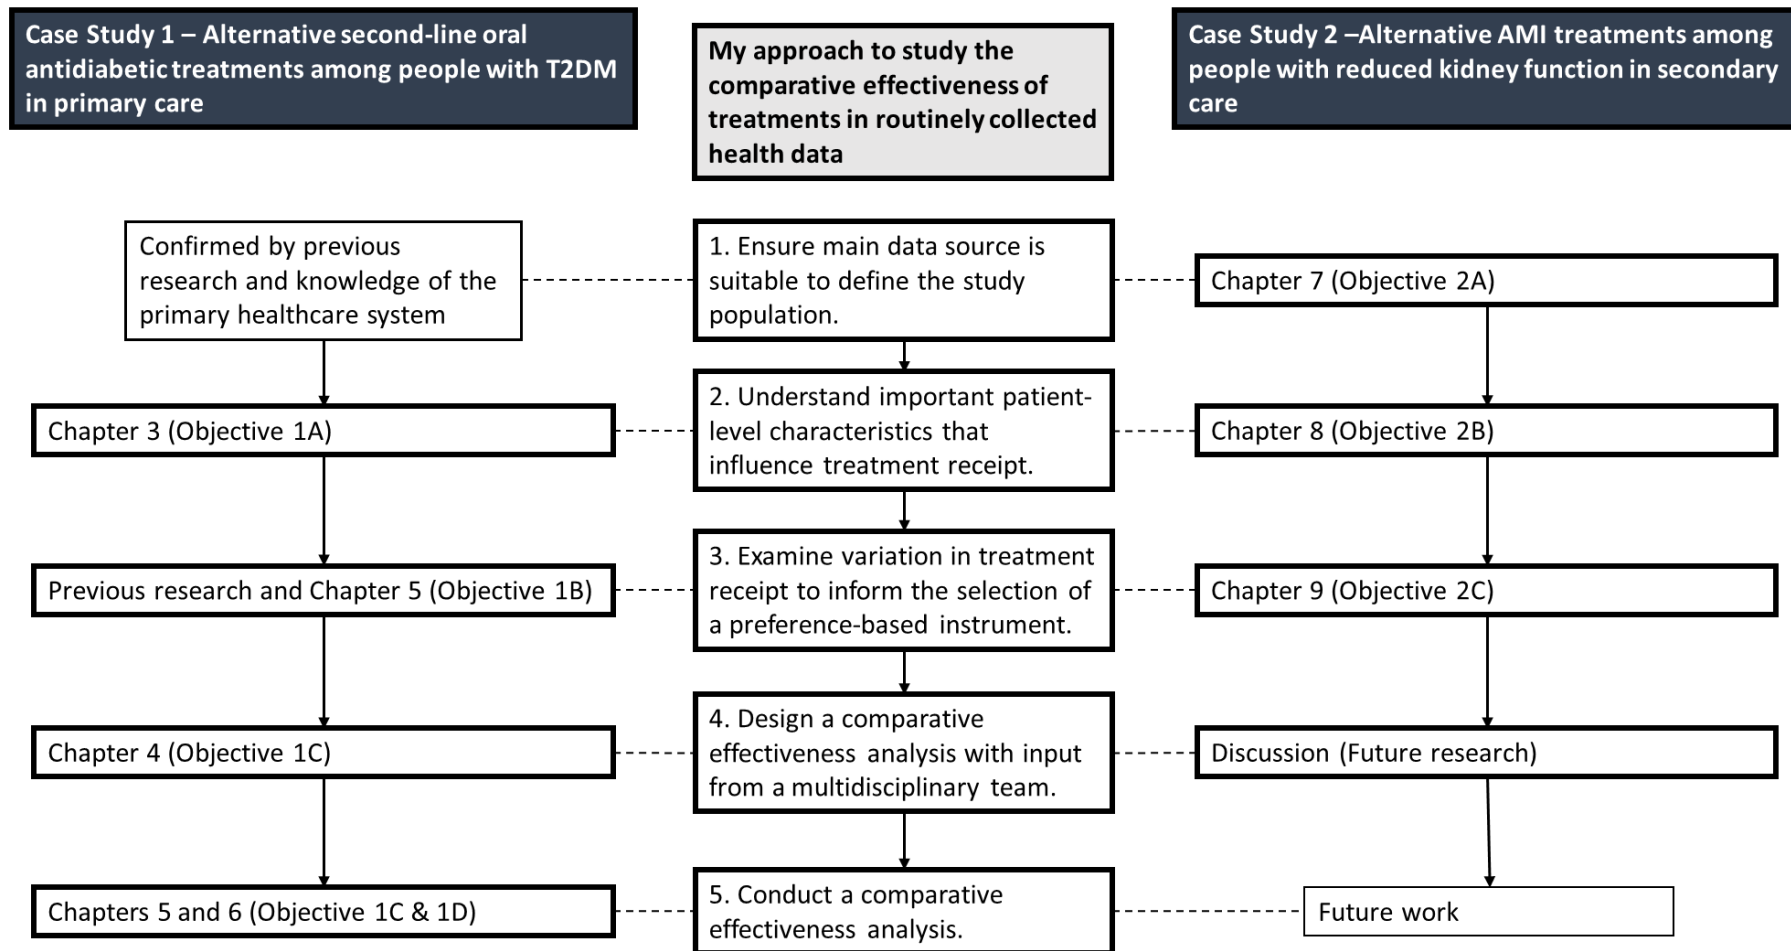 Case Study 1 – Alternative second-line oral
antidiabetic treatments among people with T2DM
in primary care
My approach to study the
comparative effectiveness of
treatments in routinely collected
health data
Case Study 2 –Alternative AMI treatments among
people with reduced kidney function in secondary
care
Confirmed by previous
research and knowledge of the
primary healthcare system
1. Ensure main data source is
suitable to define the study
population.
Chapter 7 (Objective 2A)
Chapter 3 (Objective 1A)
2. Understand important patient-
level characteristics that
influence treatment receipt.
Chapter 8 (Objective 2B)
Previous research and Chapter 5 (Objective 1B)
3. Examine variation in treatment
receipt to inform the selection of
a preference-based instrument.
Chapter 9 (Objective 2C)
Chapter 4 (Objective 1C)
4. Design a comparative
effectiveness analysis with input
from a multidisciplinary team.
Discussion (Future research)
Chapters 5 and 6 (Objective 1C & 1D)
5. Conduct a comparative
effectiveness analysis.
Future work